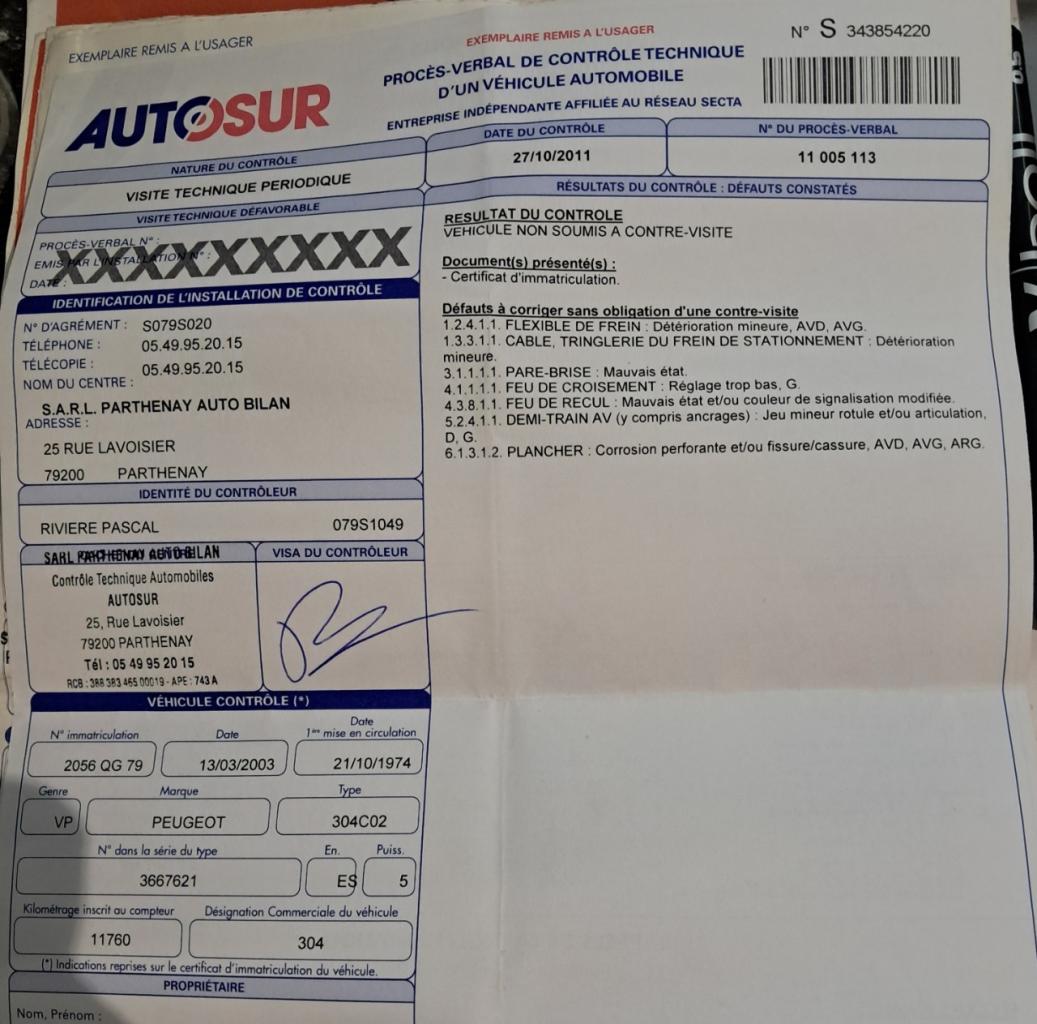 EXEMPLAIRE REMIS A L'USAGER
EXEMPLAIRE REMIS A L'USAGER
N° S 343854220
PROCÈS-VERBAL DE CONTRÔLE TECHNIQUE
D'UN VÉHICULE AUTOMOBILE
ENTREPRISE INDÉPENDANTE AFFILIÉE AU RÉSEAU SECTA
AUTOSUR
NATURE DU CONTRÔLE
VISITE TECHNIQUE PERIODIQUE
DATE DU CONTRÔLE
27/10/2011
N° DU PROCÈS-VERBAL
11 005 113
VISITE TECHNIQUE DÉFAVORABLE
PROCÈS-VERBAL N° :
EMIS PAR L'INSTALLATION N° :
DATE :
XXXXXXXXX
IDENTIFICATION DE L'INSTALLATION DE CONTRÔLE
N° D'AGRÉMENT : S079S020
TÉLÉPHONE : 05.49.95.20.15
TÉLÉCOPIE : 05.49.95.20.15
NOM DU CENTRE :
S.A.R.L. PARTHENAY AUTO BILAN
ADRESSE :
25 RUE LAVOISIER
79200 PARTHENAY
IDENTITÉ DU CONTRÔLEUR
RIVIERE PASCAL 079S1049
SARL PARTHENAY AUTO BILAN
Contrôle Technique Automobiles
AUTOSUR
25, Rue Lavoisier
79200 PARTHENAY
Tél : 05 49 95 20 15
RCB : 388 383 465 00019 - APE : 743 A
VISA DU CONTRÔLEUR
RÉSULTATS DU CONTRÔLE : DÉFAUTS CONSTATÉS
RESULTAT DU CONTROLE
VEHICULE NON SOUMIS A CONTRE-VISITE
Document(s) présenté(s) :
- Certificat d'immatriculation.
Défauts à corriger sans obligation d'une contre-visite
1.2.4.1.1. FLEXIBLE DE FREIN : Détérioration mineure, AVD, AVG.
1.3.3.1.1. CABLE, TRINGLERIE DU FREIN DE STATIONNEMENT : Détérioration
mineure.
3.1.1.1.1. PARE-BRISE : Mauvais état.
4.1.1.1.1. FEU DE CROISEMENT : Réglage trop bas, G.
4.3.8.1.1. FEU DE RECUL : Mauvais état et/ou couleur de signalisation modifiée.
5.2.4.1.1. DEMI-TRAIN AV (y compris ancrages) : Jeu mineur rotule et/ou articulation,
D, G.
6.1.3.1.2. PLANCHER : Corrosion perforante et/ou fissure/cassure, AVD, AVG, ARG.
VÉHICULE CONTRÔLÉ (*)
N° immatriculation
2056 QG 79
Date
13/03/2003
Date
1ère mise en circulation
21/10/1974
Genre
VP
Marque
PEUGEOT
Type
304C02
N° dans la série du type
3667621
En.
ES
Puiss.
5
Kilométrage inscrit au compteur
11760
Désignation Commerciale du véhicule
304
(*) Indications reprises sur le certificat d'immatriculation du véhicule.
PROPRIÉTAIRE
Nom, Prénom :